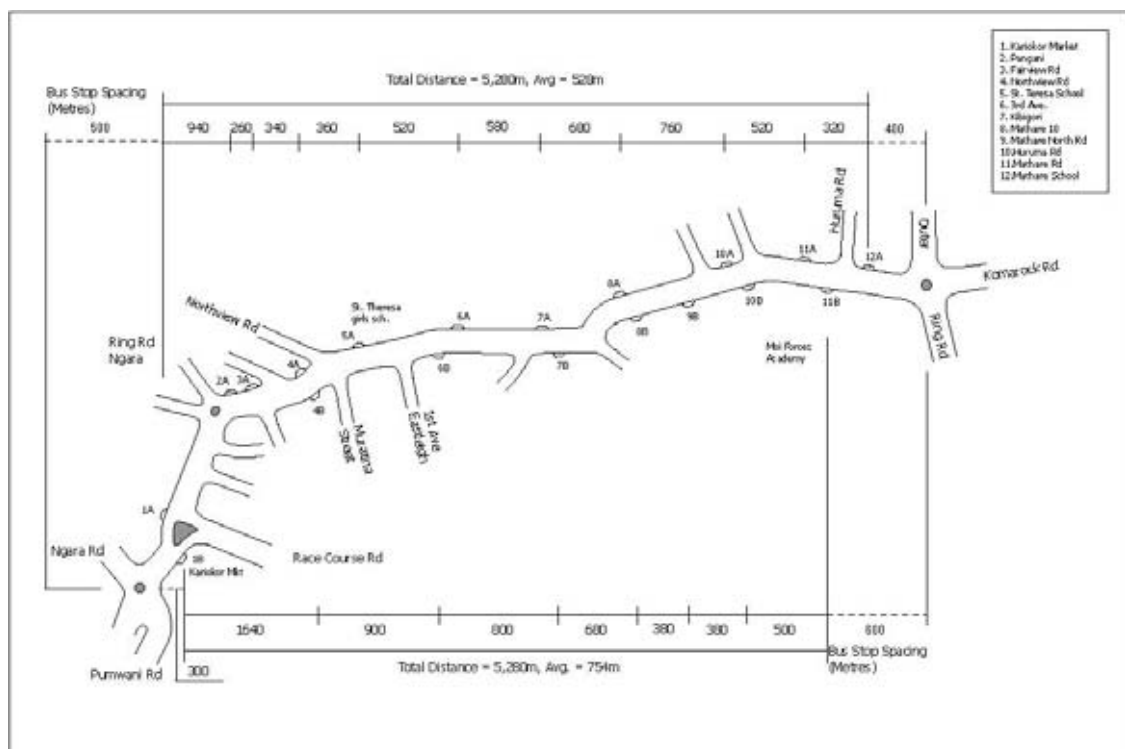 1. Kariokor Market
2. Pangani
3. Fairview Rd
4. Northview Rd
5. St. Teresa School
6. 3rd Ave.
7. Kibigori
8. Mathare 10
9. Mathare North Rd
10. Huruma Rd
11. Mathare Rd
12. Mathare School
Total Distance = 5,280m, Avg = 528m
Bus Stop Spacing
(Metres)
500 940 260 340 360 520 580 680 760 520 320 400
Huruma Rd
Outer
Ring Rd
Komarock Rd
10A
11A
12A
8A
St. Theresa
girls sch.
Northview Rd
5A
6A
7A
9B
10B
11B
8B
Ring Rd
Ngara
Moi Forces
Academy
4A
2A
3A
6B
7B
4B
Muratina
Street
1st Ave
Eastleigh
1A
Ngara Rd
1B
Kariokor Mkt
Race Course Rd
1640 900 800 680 380 380 500 600
Bus Stop Spacing
(Metres)
Total Distance = 5,280m, Avg. = 754m
Pumwani Rd
300